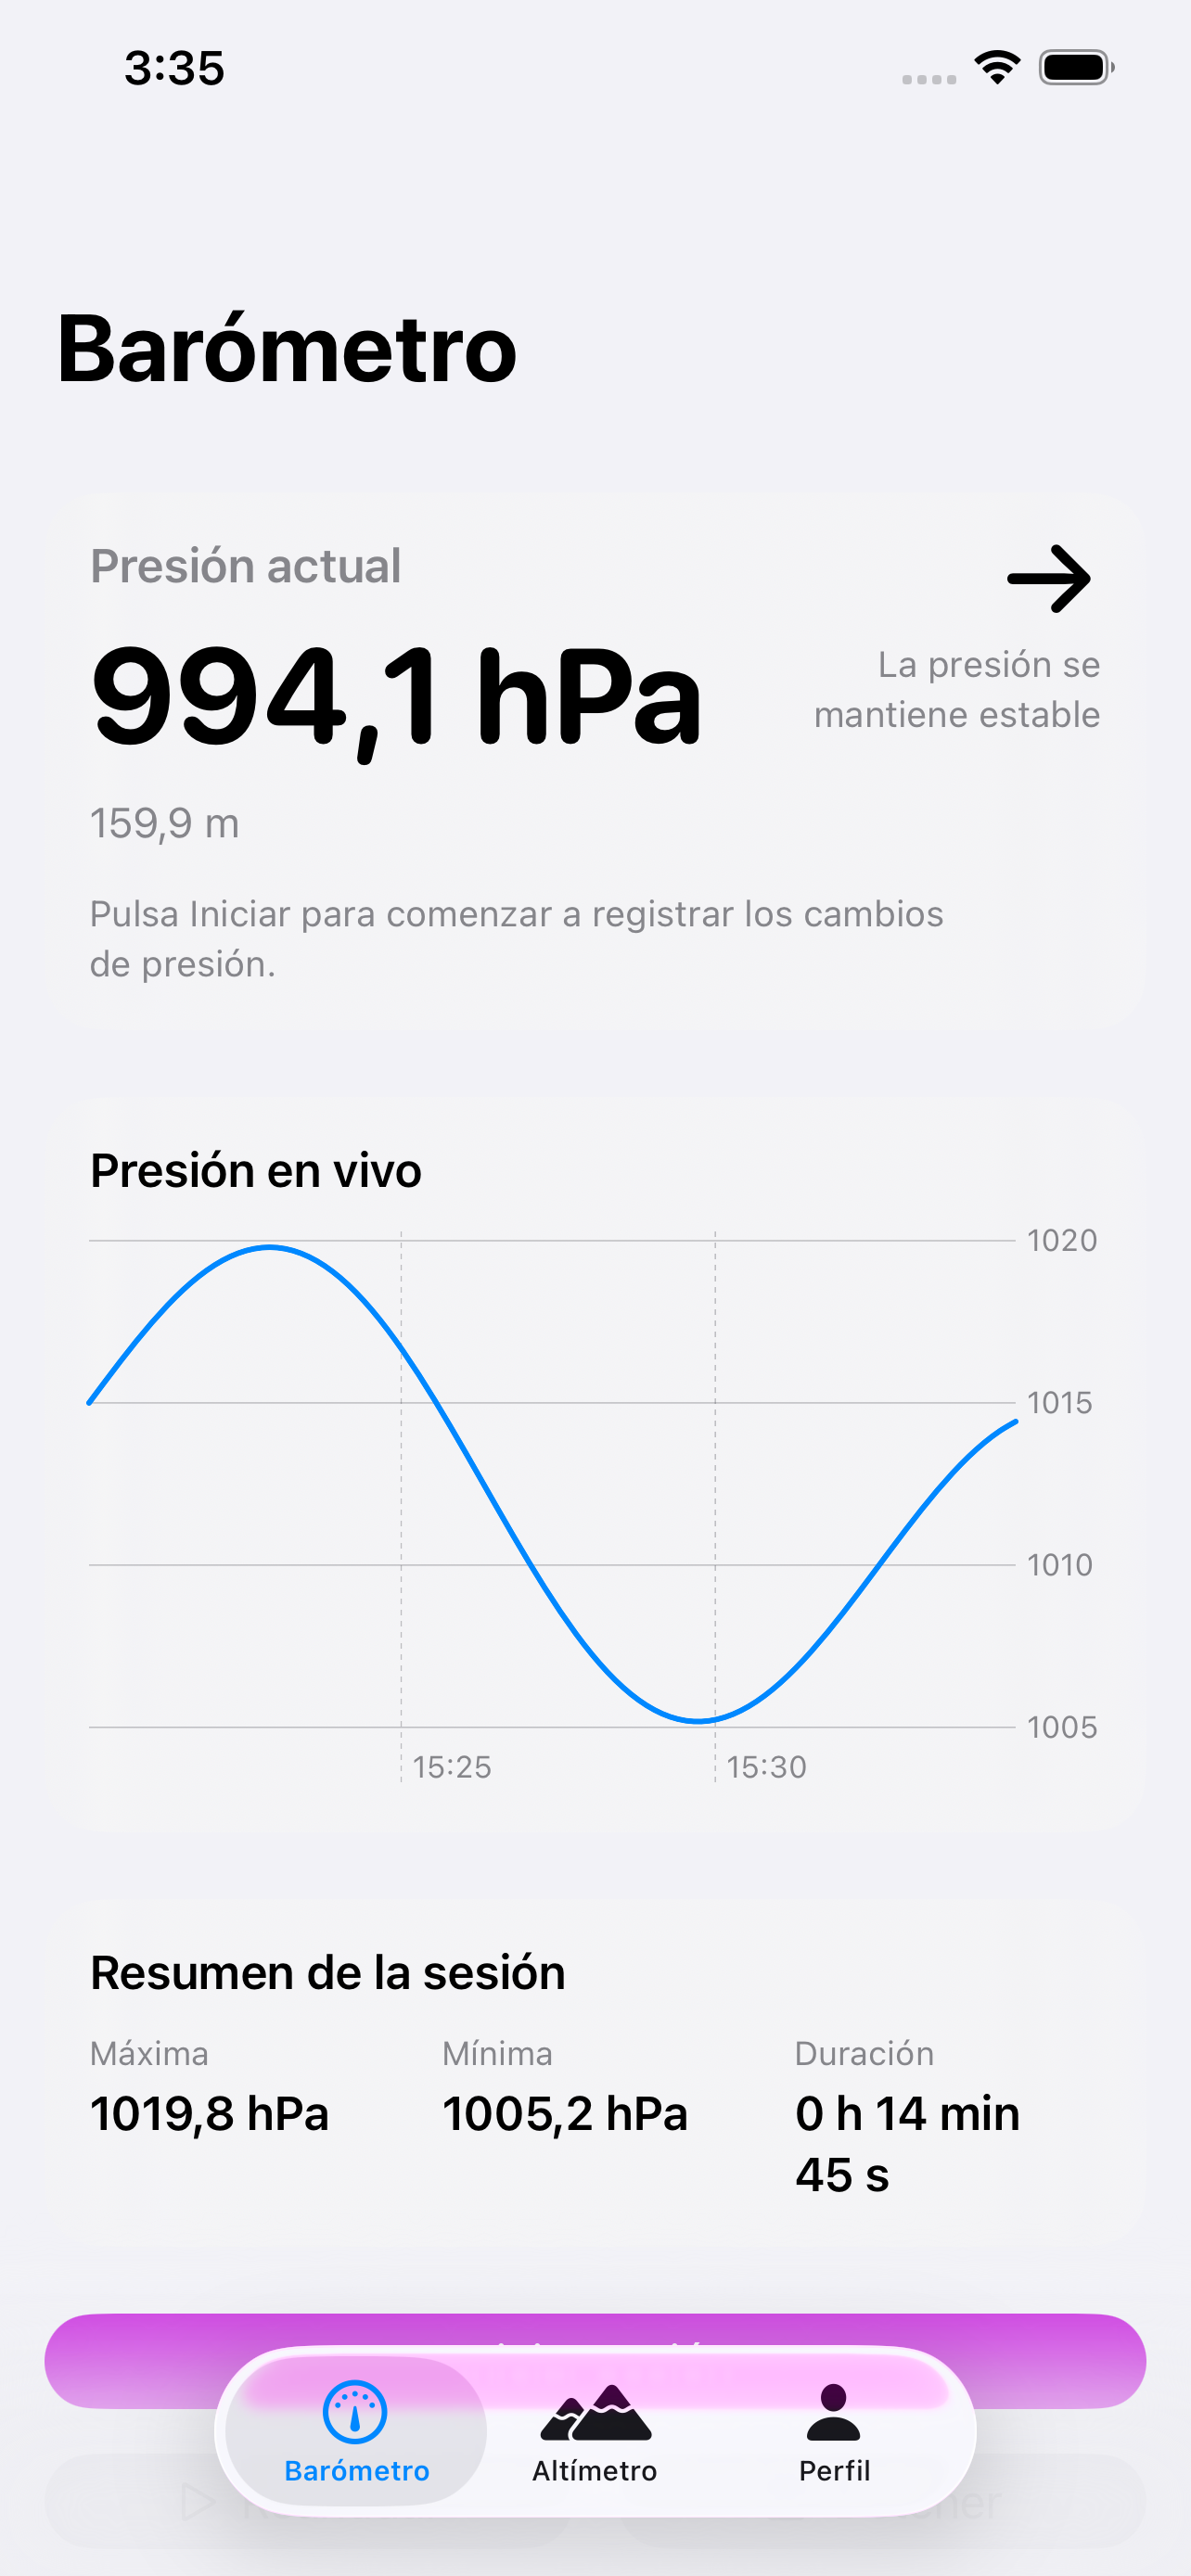 3:35
Barómetro
Presión actual
994,1 hPa
La presión se
mantiene estable
159,9 m
Pulsa Iniciar para comenzar a registrar los cambios
de presión.
Presión en vivo
1020
1015
1010
1005
15:25
15:30
Resumen de la sesión
Máxima
Mínima
Duración
1019,8 hPa
1005,2 hPa
0 h 14 min
45 s
Barómetro
Altímetro
Perfil